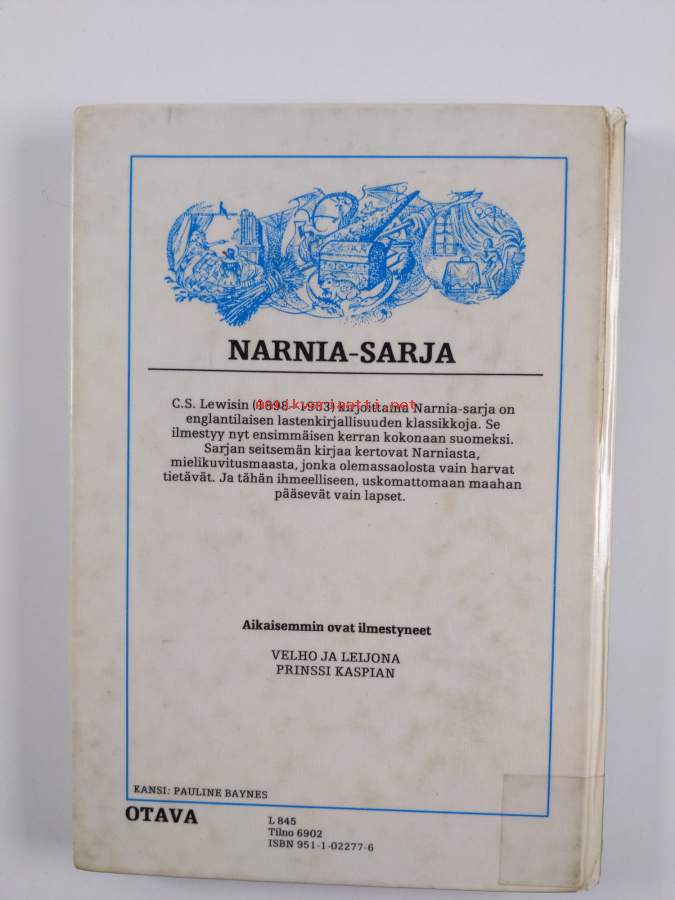 NARNIA-SARJA
C.S. Lewisin (1898–1963) kirjoittama Narnia-sarja on
englantilaisen lastenkirjallisuuden klassikkoja. Se
ilmestyy nyt ensimmäisen kerran kokonaan suomeksi.
Sarjan seitsemän kirjaa kertovat Narniasta,
mielikuvitusmaasta, jonka olemassaolosta vain harvat
tietävät. Ja tähän ihmeelliseen, uskomattomaan maahan
pääsevät vain lapset.
Aikaisemmin ovat ilmestyneet
VELHO JA LEIJONA
PRINSSI KASPIAN
KANSI: PAULINE BAYNES
OTAVA
L 845
Tilno 6902
ISBN 951-1-02277-6